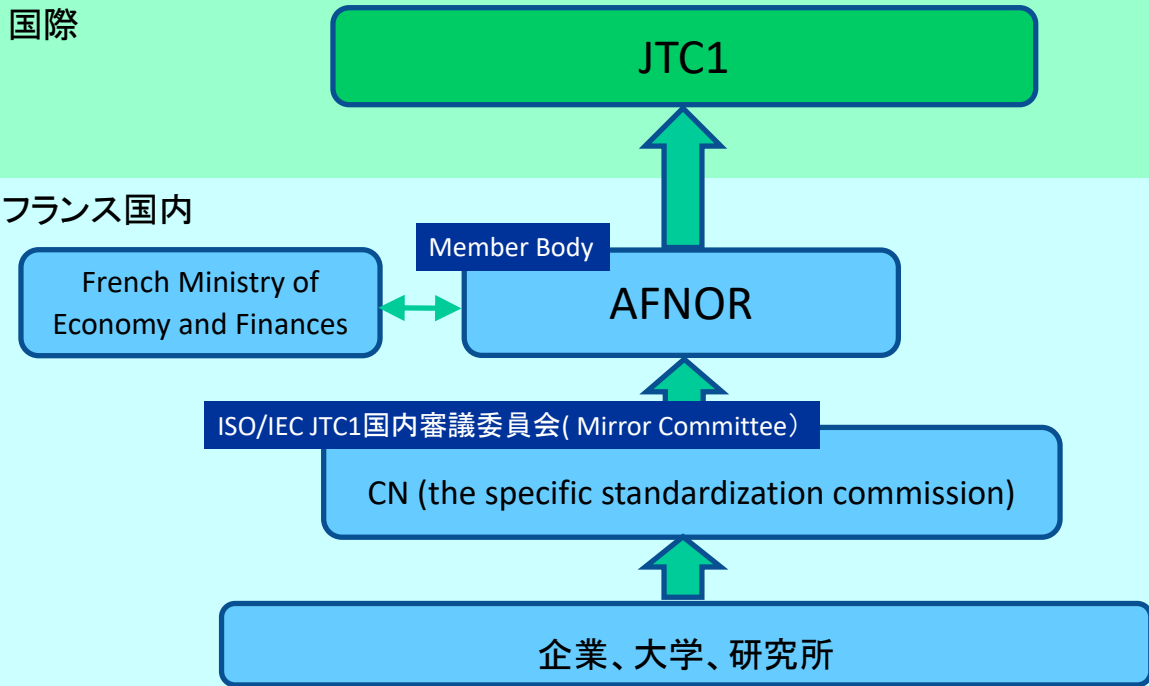 国際
JTC1
フランス国内
Member Body
French Ministry of
Economy and Finances
AFNOR
ISO/IEC JTC1国内審議委員会( Mirror Committee）
CN (the specific standardization commission)
企業、大学、研究所